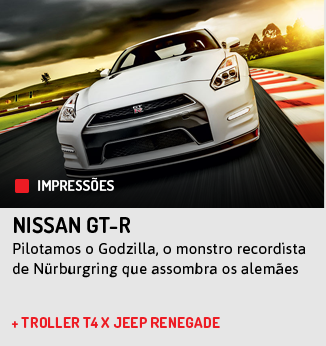 IMPRESSÕES
NISSAN GT-R
Pilotamos o Godzilla, o monstro recordista
de Nürburgring que assombra os alemães
+ TROLLER T4 X JEEP RENEGADE